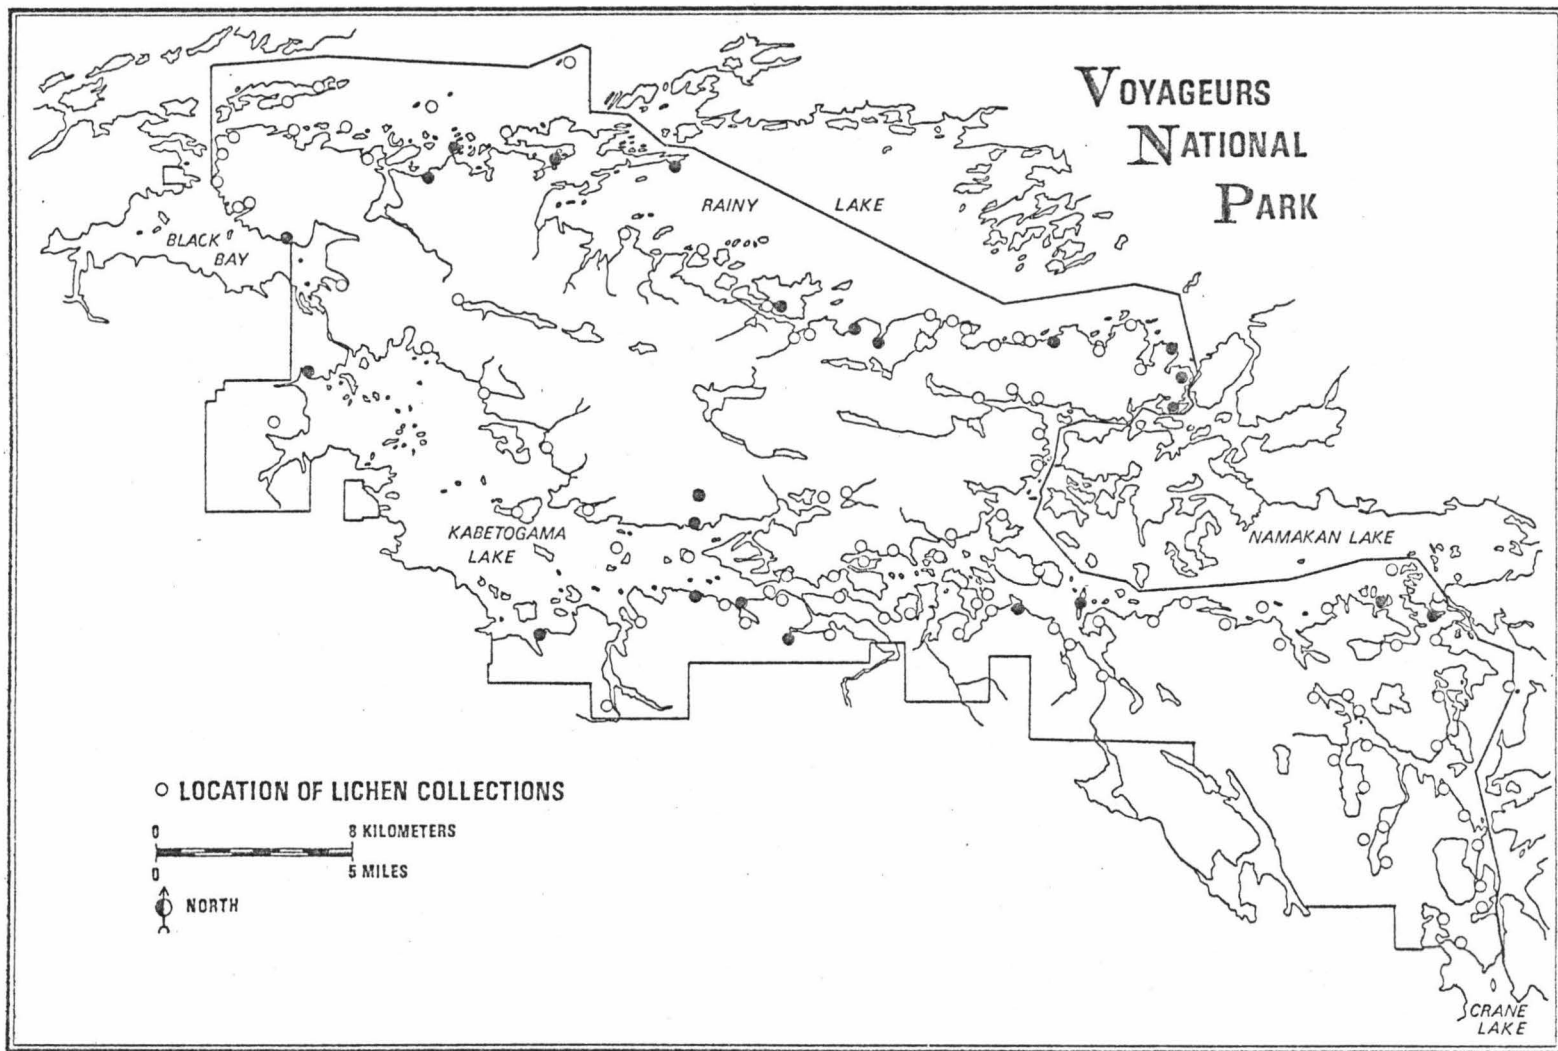 VOYAGEURS
NATIONAL
PARK
RAINY LAKE
BLACK
BAY
KABETOGAMA
LAKE
NAMAKAN LAKE
LOCATION OF LICHEN COLLECTIONS
0 8 KILOMETERS
0 5 MILES
NORTH
CRANE
LAKE